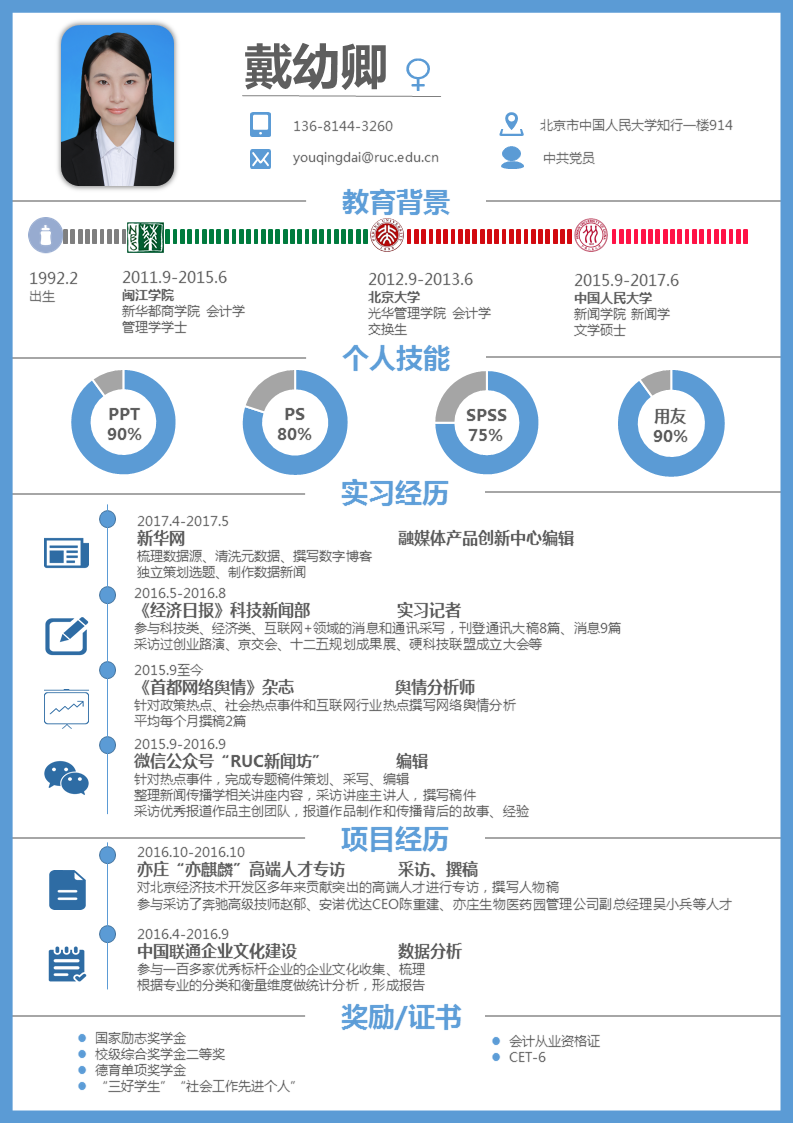 戴幼卿
136-8144-3260
北京市中国人民大学知行一楼914
youqingdai@ruc.edu.cn
中共党员
教育背景
1992.2
出生
2011.9-2015.6
闽江学院
新华都商学院 会计学
管理学学士
2012.9-2013.6
北京大学
光华管理学院 会计学
交换生
2015.9-2017.6
中国人民大学
新闻学院 新闻学
文学硕士
个人技能
PPT
90%
PS
80%
SPSS
75%
用友
90%
实习经历
2017.4-2017.5
新华网 融媒体产品创新中心编辑
梳理数据源、清洗元数据、撰写数字博客
独立策划选题、制作数据新闻
2016.5-2016.8
《经济日报》科技新闻部 实习记者
参与科技类、经济类、互联网+领域的消息和通讯采写，刊登通讯大稿8篇、消息9篇
采访过创业路演、京交会、十二五规划成果展、硬科技联盟成立大会等
2015.9至今
《首都网络舆情》杂志 舆情分析师
针对政策热点、社会热点事件和互联网行业热点撰写网络舆情分析
平均每个月撰稿2篇
2015.9-2016.9
微信公众号“RUC新闻坊” 编辑
针对热点事件，完成专题稿件策划、采写、编辑
整理新闻传播学相关讲座内容，采访讲座主讲人，撰写稿件
采访优秀报道作品主创团队，报道作品制作和传播背后的故事、经验
项目经历
2016.10-2016.10
亦庄“亦麒麟”高端人才专访 采访、撰稿
对北京经济技术开发区多年来贡献突出的高端人才进行专访，撰写人物稿
参与采访了奔驰高级技师赵郁、安诺优达CEO陈重建、亦庄生物医药园管理公司副总经理吴小兵等人才
2016.4-2016.9
中国联通企业文化建设 数据分析
参与一百多家优秀标杆企业的企业文化收集、梳理
根据专业的分类和衡量维度做统计分析，形成报告
奖励/证书
国家励志奖学金
校级综合奖学金二等奖
德育单项奖学金
“三好学生”“社会工作先进个人”
会计从业资格证
CET-6